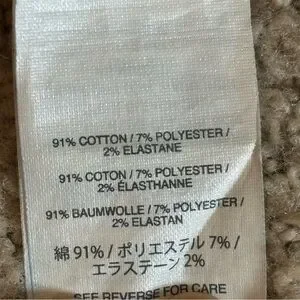 91% COTTON / 7% POLYESTER /
2% ELASTANE
91% COTON / 7% POLYESTER /
2% ÉLASTHANNE
91% BAUMWOLLE / 7% POLYESTER /
2% ELASTAN
綿 91% / ポリエステル 7% /
エラステーン 2%
SEE REVERSE FOR CARE